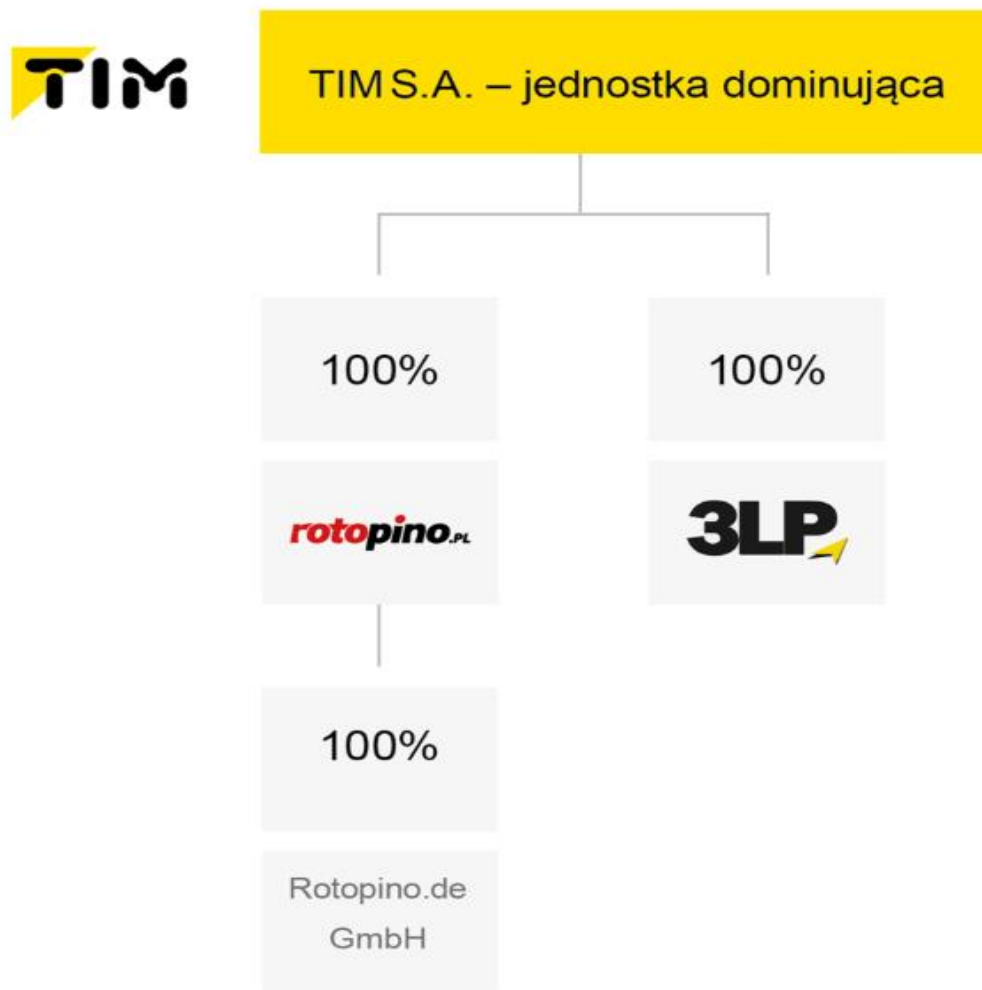 TIM
TIM S.A. – jednostka dominująca
100%
100%
rotopino.PL
3LP
100%
Rotopino.de
GmbH